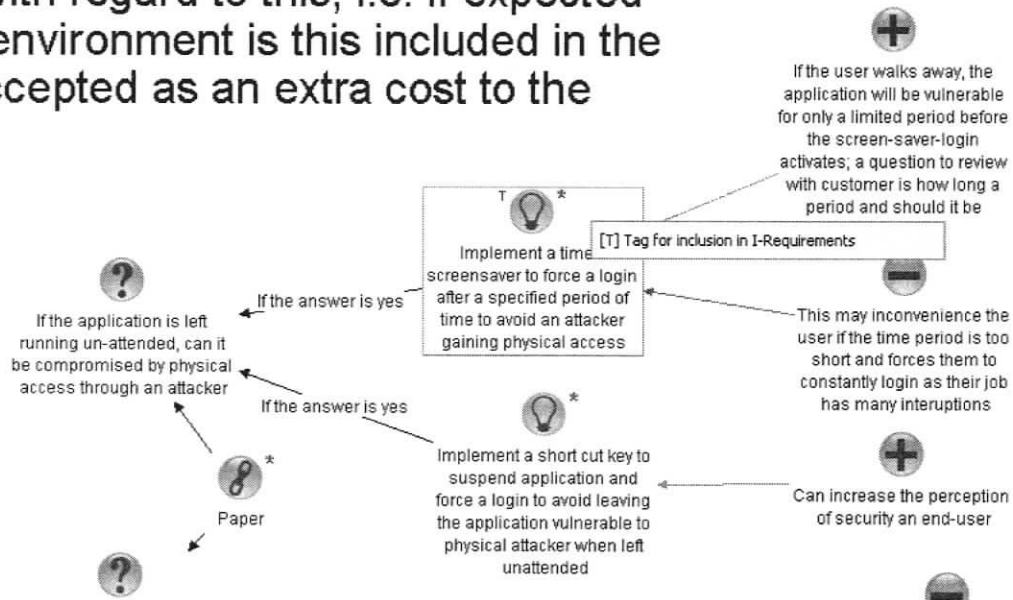 with regard to this, i.e. if expected
environment is this included in the
ccepted as an extra cost to the
If the user walks away, the
application will be vulnerable
for only a limited period before
the screen-saver-login
activates; a question to review
with customer is how long a
period and should it be
T *
[T] Tag for inclusion in I-Requirements
Implement a time
screensaver to force a login
after a specified period of
time to avoid an attacker
gaining physical access
If the answer is yes
If the application is left
running un-attended, can it
be compromised by physical
access through an attacker
This may inconvenience the
user if the time period is too
short and forces them to
constantly login as their job
has many interuptions
If the answer is yes
*
Implement a short cut key to
suspend application and
force a login to avoid leaving
the application vulnerable to
physical attacker when left
unattended
*
Paper
Can increase the perception
of security an end-user